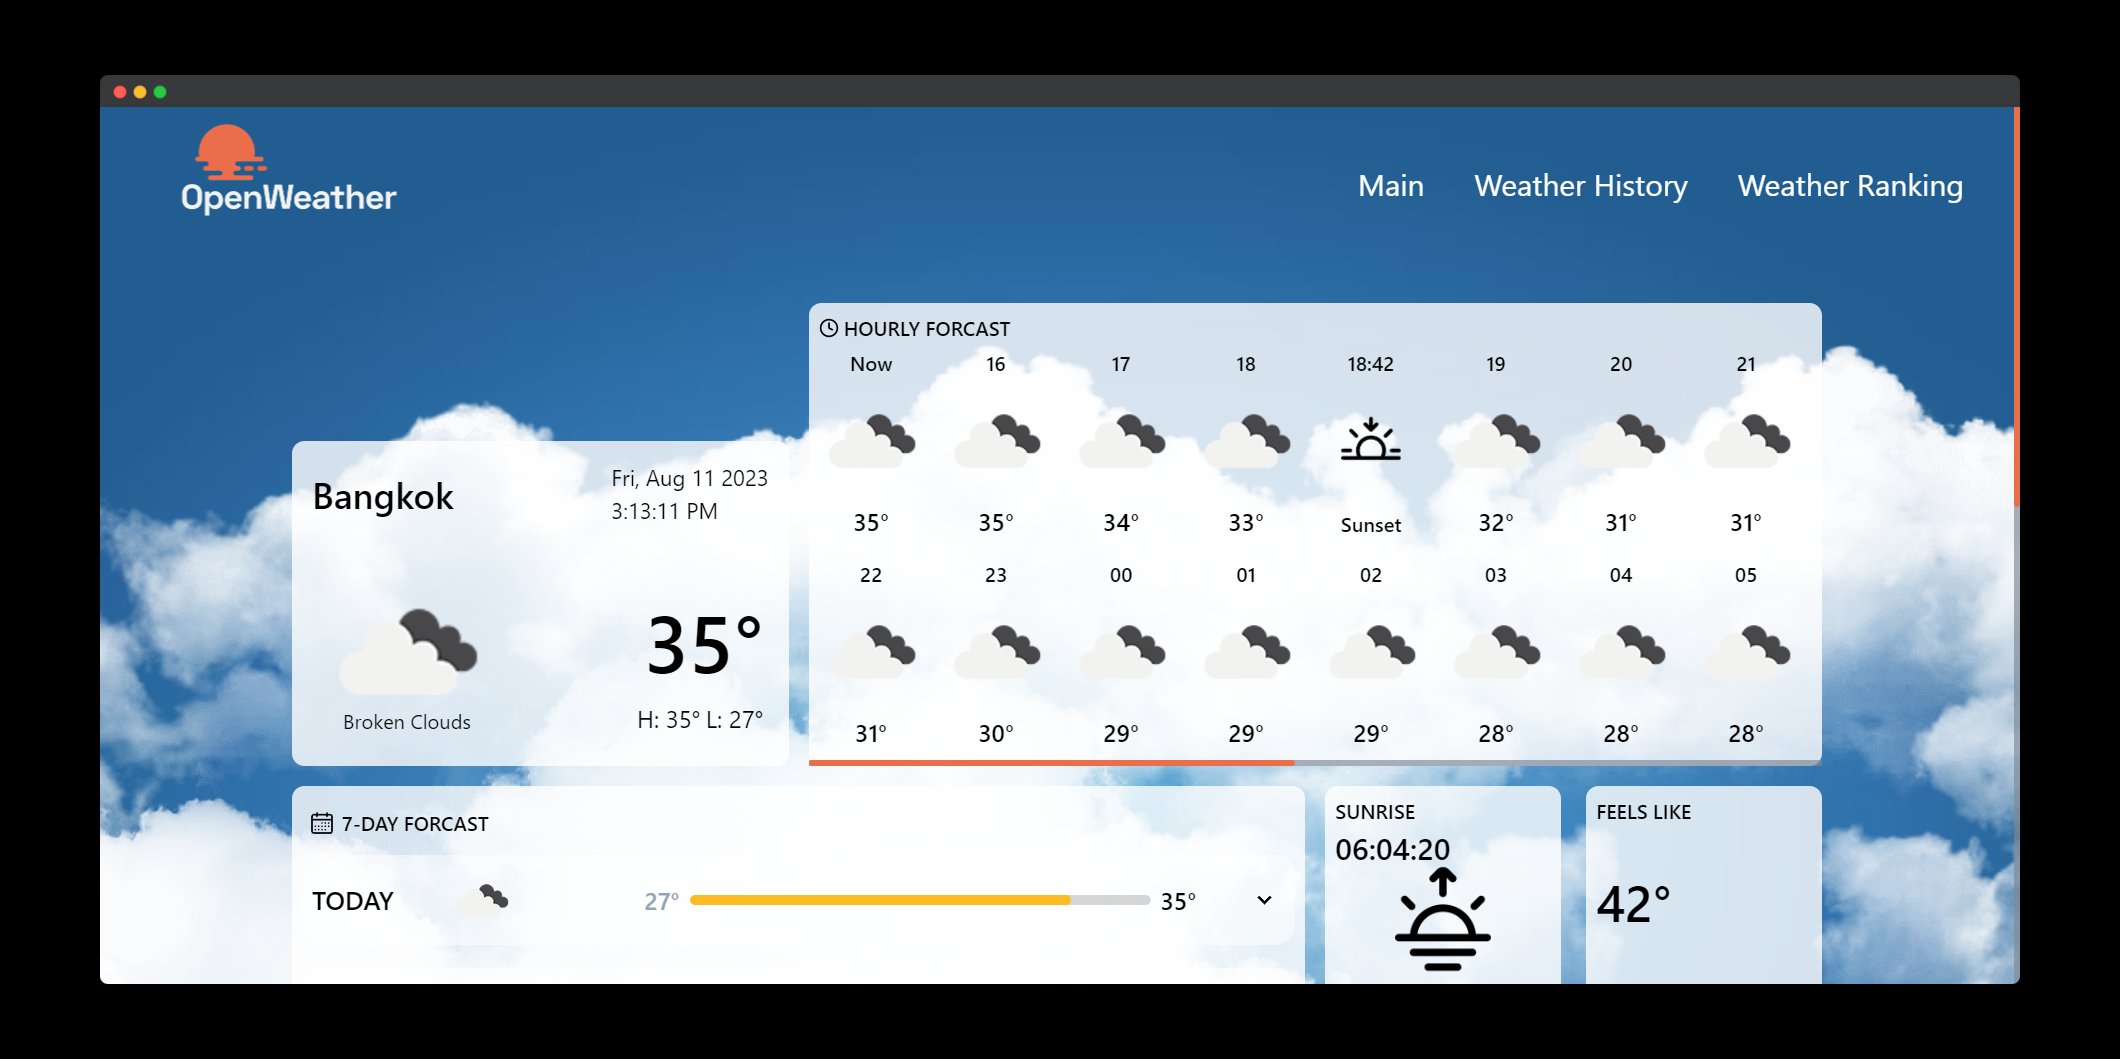 OpenWeather
Main Weather History Weather Ranking
Bangkok
Fri, Aug 11 2023
3:13:11 PM
35°
Broken Clouds
H: 35° L: 27°
HOURLY FORCAST
Now 16 17 18 18:42 19 20 21
35° 35° 34° 33° Sunset 32° 31° 31°
22 23 00 01 02 03 04 05
31° 30° 29° 29° 29° 28° 28° 28°
7-DAY FORCAST
TODAY 27° 35°
SUNRISE
06:04:20
FEELS LIKE
42°